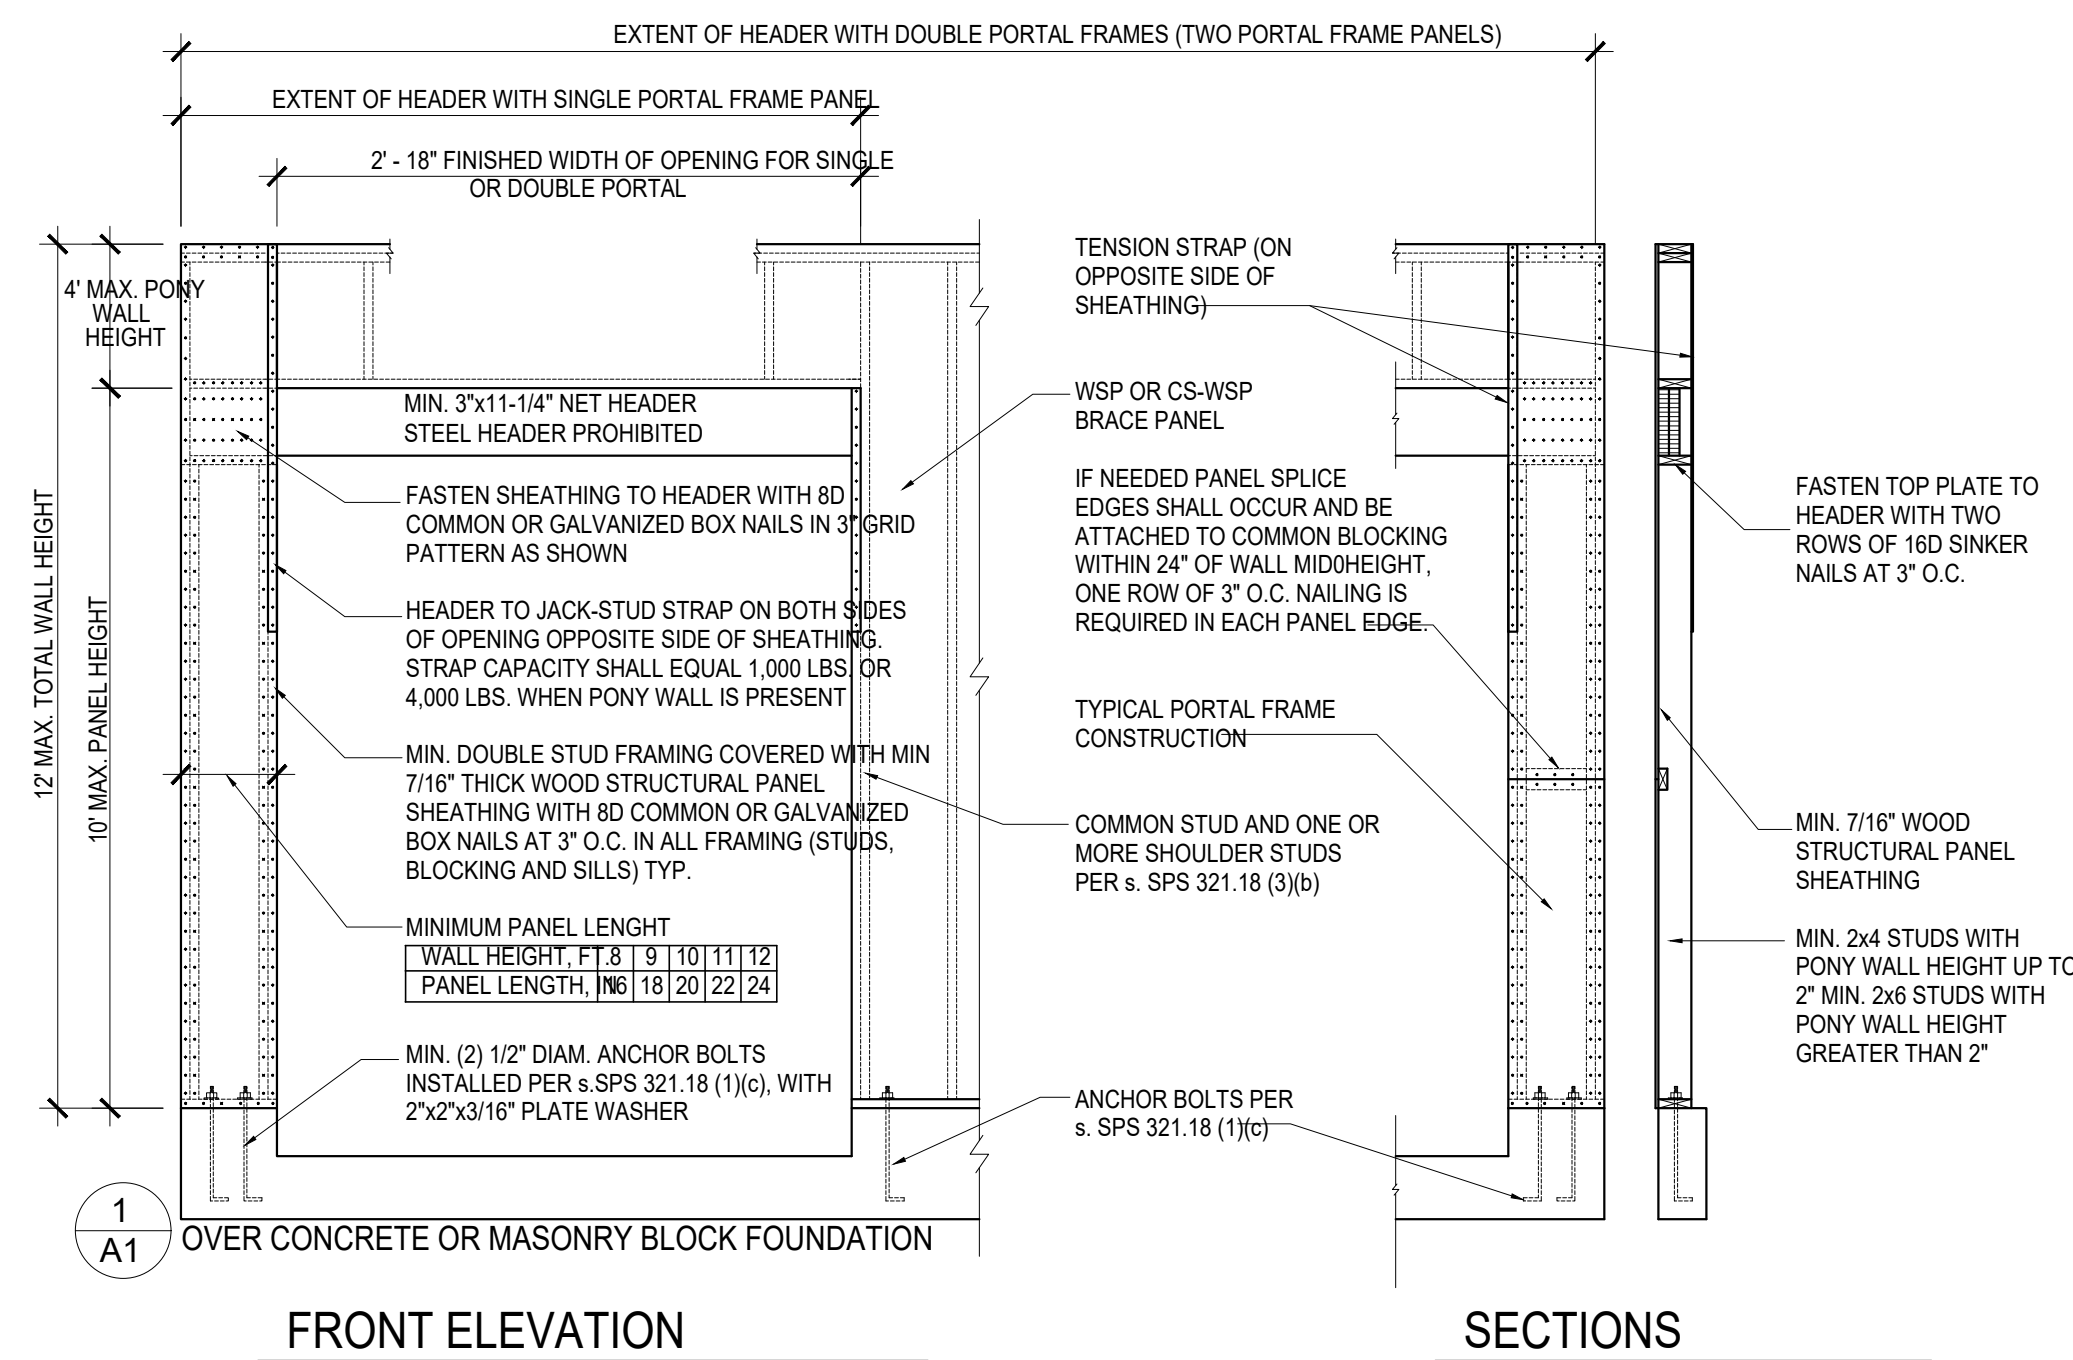 EXTENT OF HEADER WITH DOUBLE PORTAL FRAMES (TWO PORTAL FRAME PANELS)
EXTENT OF HEADER WITH SINGLE PORTAL FRAME PANEL
2' - 18" FINISHED WIDTH OF OPENING FOR SINGLE
OR DOUBLE PORTAL
4' MAX. PONY
WALL
HEIGHT
12' MAX. TOTAL WALL HEIGHT
10' MAX. PANEL HEIGHT
MIN. 3"x11-1/4" NET HEADER
STEEL HEADER PROHIBITED
FASTEN SHEATHING TO HEADER WITH 8D
COMMON OR GALVANIZED BOX NAILS IN 3" GRID
PATTERN AS SHOWN
HEADER TO JACK-STUD STRAP ON BOTH SIDES
OF OPENING OPPOSITE SIDE OF SHEATHING.
STRAP CAPACITY SHALL EQUAL 1,000 LBS. OR
4,000 LBS. WHEN PONY WALL IS PRESENT
MIN. DOUBLE STUD FRAMING COVERED WITH MIN
7/16" THICK WOOD STRUCTURAL PANEL
SHEATHING WITH 8D COMMON OR GALVANIZED
BOX NAILS AT 3" O.C. IN ALL FRAMING (STUDS,
BLOCKING AND SILLS) TYP.
MINIMUM PANEL LENGHT
WALL HEIGHT, FT. 8 9 10 11 12
PANEL LENGTH, IN. 16 18 20 22 24
MIN. (2) 1/2" DIAM. ANCHOR BOLTS
INSTALLED PER s.SPS 321.18 (1)(c), WITH
2"x2"x3/16" PLATE WASHER
TENSION STRAP (ON
OPPOSITE SIDE OF
SHEATHING)
WSP OR CS-WSP
BRACE PANEL
IF NEEDED PANEL SPLICE
EDGES SHALL OCCUR AND BE
ATTACHED TO COMMON BLOCKING
WITHIN 24" OF WALL MID0HEIGHT,
ONE ROW OF 3" O.C. NAILING IS
REQUIRED IN EACH PANEL EDGE.
TYPICAL PORTAL FRAME
CONSTRUCTION
COMMON STUD AND ONE OR
MORE SHOULDER STUDS
PER s. SPS 321.18 (3)(b)
ANCHOR BOLTS PER
s. SPS 321.18 (1)(c)
FASTEN TOP PLATE TO
HEADER WITH TWO
ROWS OF 16D SINKER
NAILS AT 3" O.C.
MIN. 7/16" WOOD
STRUCTURAL PANEL
SHEATHING
MIN. 2x4 STUDS WITH
PONY WALL HEIGHT UP TO
2" MIN. 2x6 STUDS WITH
PONY WALL HEIGHT
GREATER THAN 2"
1
A1
OVER CONCRETE OR MASONRY BLOCK FOUNDATION
FRONT ELEVATION
SECTIONS